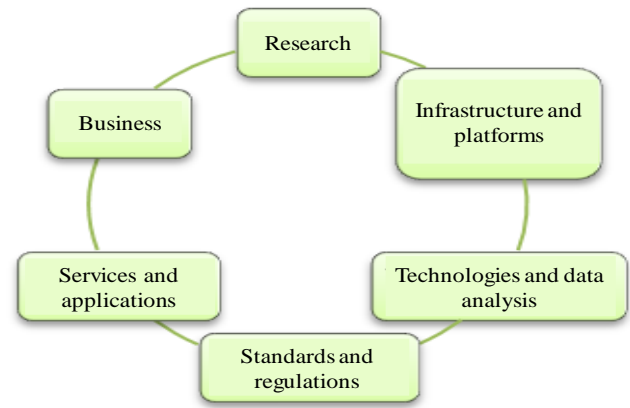 Research
Infrastructure and
platforms
Technologies and data
analysis
Standards and
regulations
Services and
applications
Business